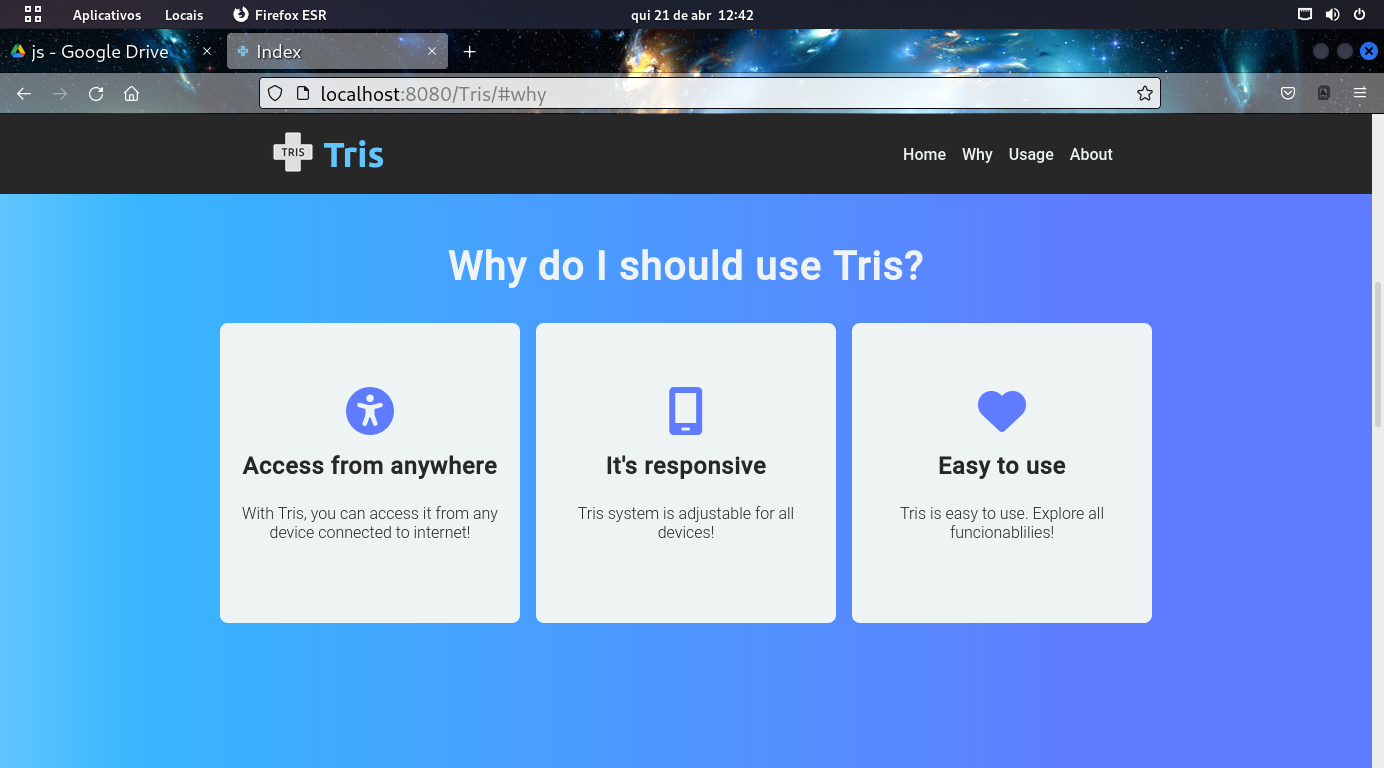 Aplicativos Locais Firefox ESR qui 21 de abr 12:42
js - Google Drive Index
localhost:8080/Tris/#why
TRIS Tris Home Why Usage About
Why do I should use Tris?
Access from anywhere
With Tris, you can access it from any
device connected to internet!
It's responsive
Tris system is adjustable for all
devices!
Easy to use
Tris is easy to use. Explore all
funcionablilies!